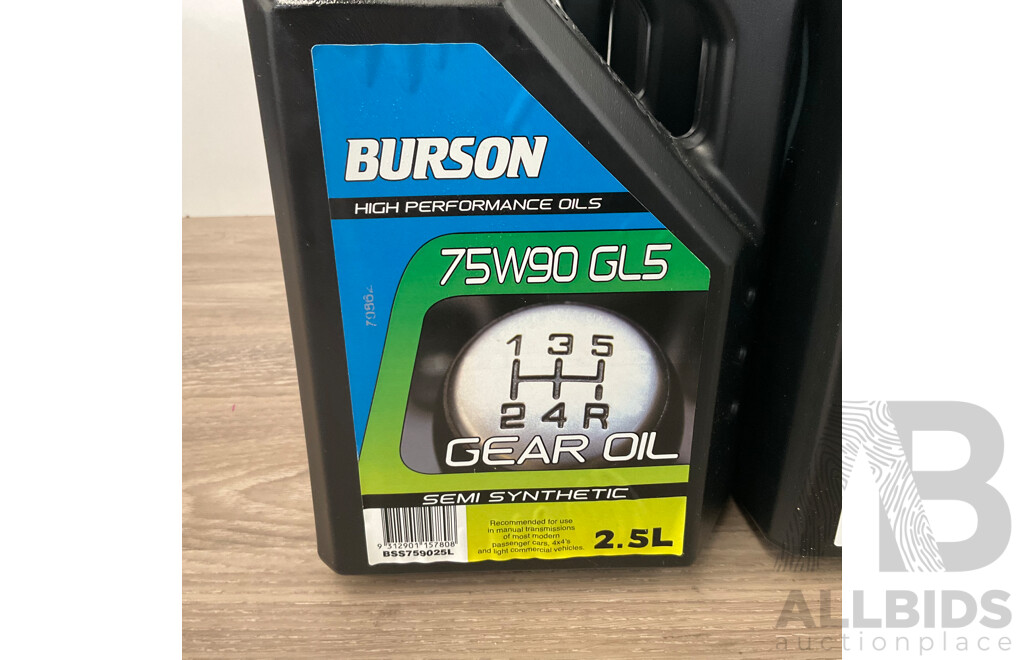 BURSON
HIGH PERFORMANCE OILS
75W90 GL5
70862
1 3 5
2 4 R
GEAR OIL
SEMI SYNTHETIC
9 312901 157808
BSS759025L
Recommended for use
in manual transmissions
of most modern
passenger cars, 4x4's
and light commercial vehicles.
2.5L
AB
ALLBIDS
auctionplace